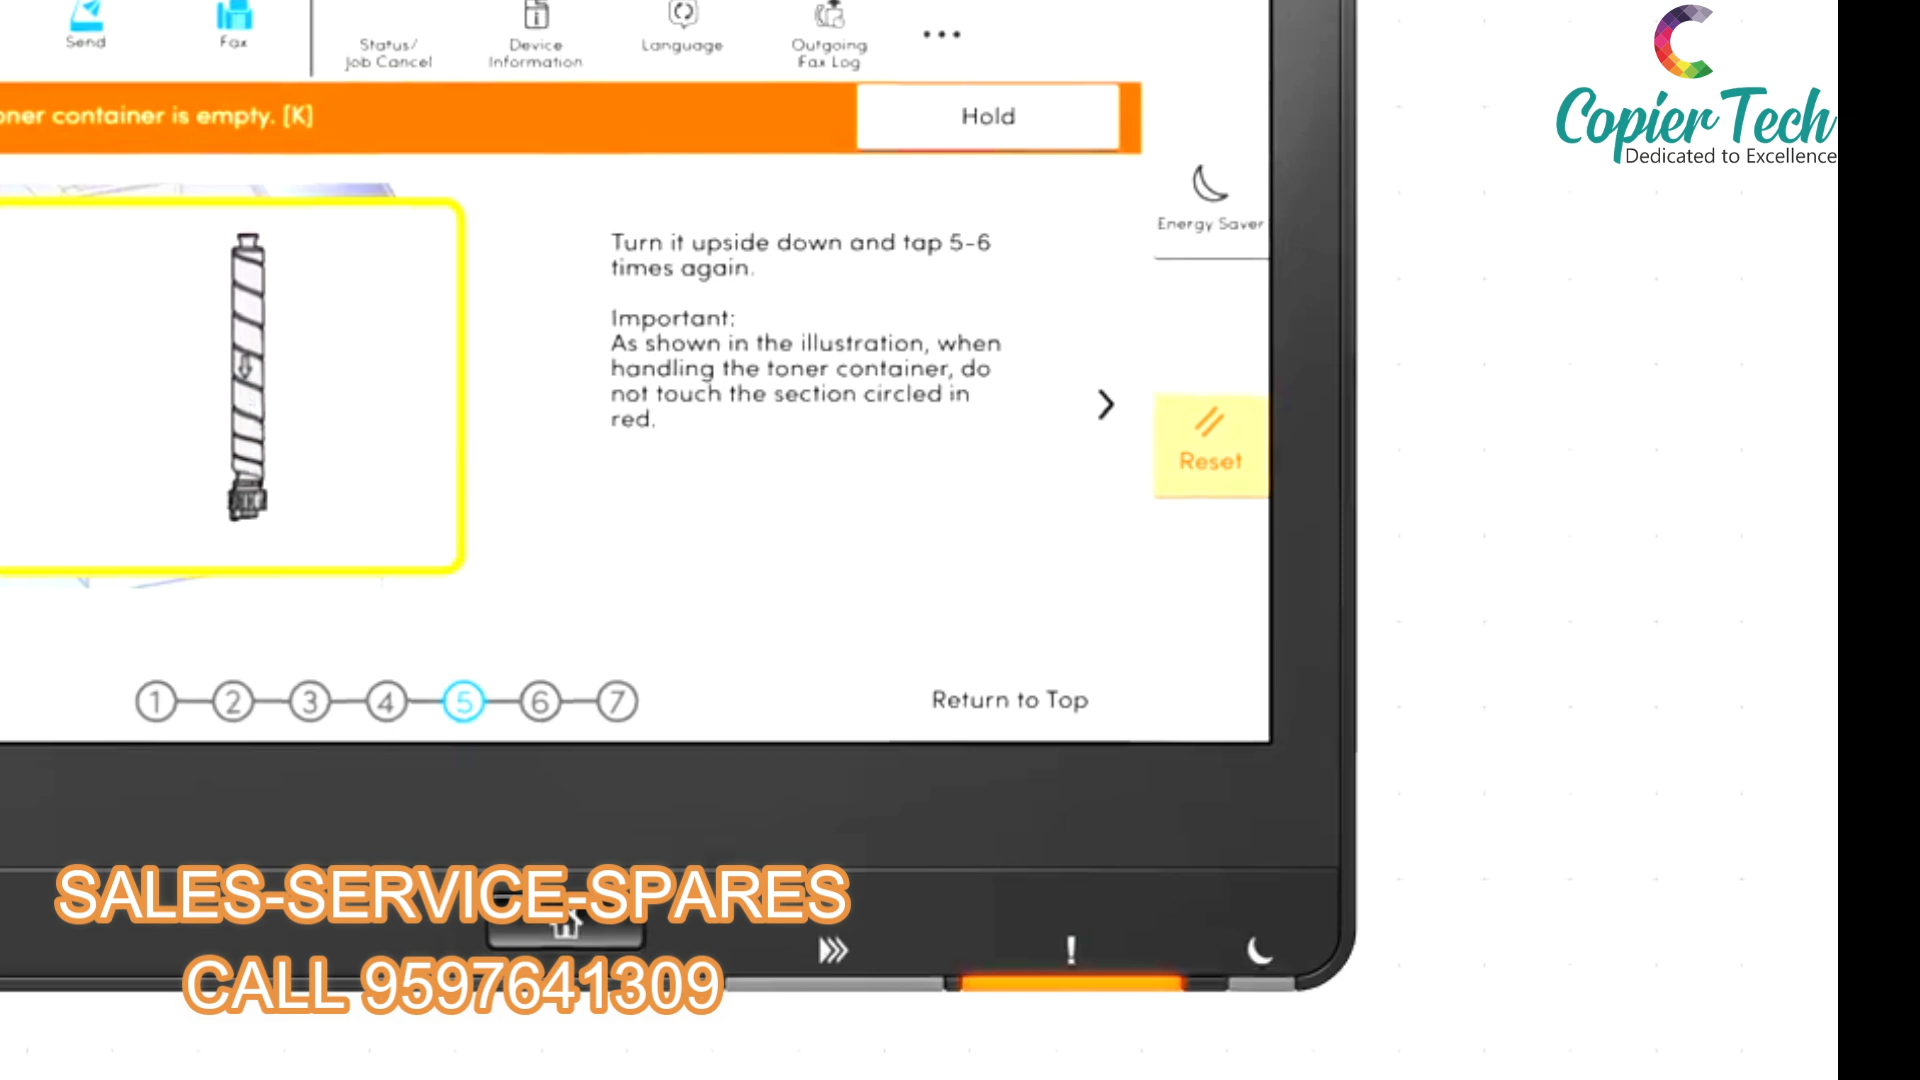 Send
Fax
Status/
Job Cancel
Device
Information
Language
Outgoing
Fax Log
container is empty. [K]
Hold
Copier Tech
Dedicated to Excellence
Energy Saver
Turn it upside down and tap 5-6
times again.
Important:
As shown in the illustration, when
handling the toner container, do
not touch the section circled in
red.
Reset
1 2 3 4 5 6 7
Return to Top
SALES-SERVICE-SPARES
CALL 9597641309